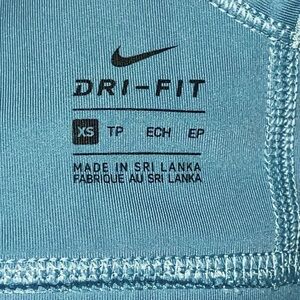 DRI-FIT
XS TP ECH EP
MADE IN SRI LANKA
FABRIQUE AU SRI LANKA